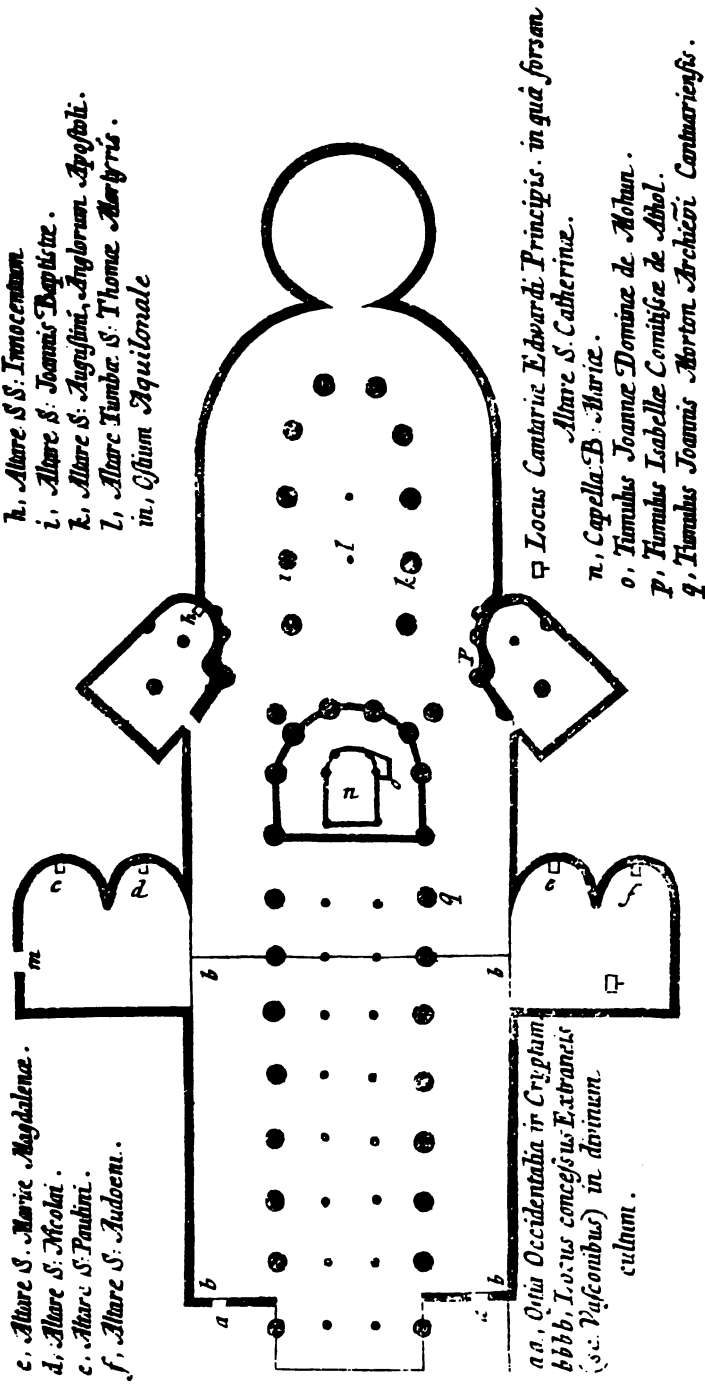 c, Altare S. Mariæ Magdalenæ.
d, Altare S: Nicolai.
e, Altare S: Paulini.
f, Altare S: Audoeni.
h, Altare SS: Innocentium
i, Altare S: Joannis Baptistæ.
k, Altare S: Augustini, Anglorum Apostoli.
l, Altare Tumbæ S: Thomæ Martyris.
m, Ostium Aquilonale
aa, Ostia Occidentalia in Cryptam.
bbbb, Locus concessus Extraneis
(sc. Vasconibus) in divinum
cultum.
Locus Cantariæ Edwardi Principis. in quâ forsan
Altare S. Catherinæ.
n, Capella B: Mariæ.
o, Tumulus Joannæ Dominæ de Mohun.
p, Tumulus Isabellæ Comitissæ de Athol.
q, Tumulus Joannis Morton Archiepi Cantuariensis.
m
c
d
e
f
h
i
l
k
p
n
o
q
b
b
b
b
a
a